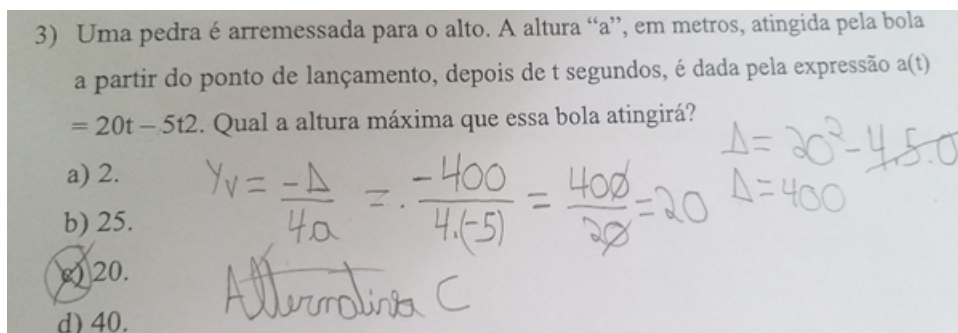 3) Uma pedra é arremessada para o alto. A altura “a”, em metros, atingida pela bola
a partir do ponto de lançamento, depois de t segundos, é dada pela expressão a(t)
= 20t – 5t2. Qual a altura máxima que essa bola atingirá?
a) 2.
b) 25.
c) 20.
d) 40.
Yv = -Δ/4a = . -400/4.(-5) = 400/20 = 20
Δ = 20² - 4.5.0
Δ = 400
Alternativa C